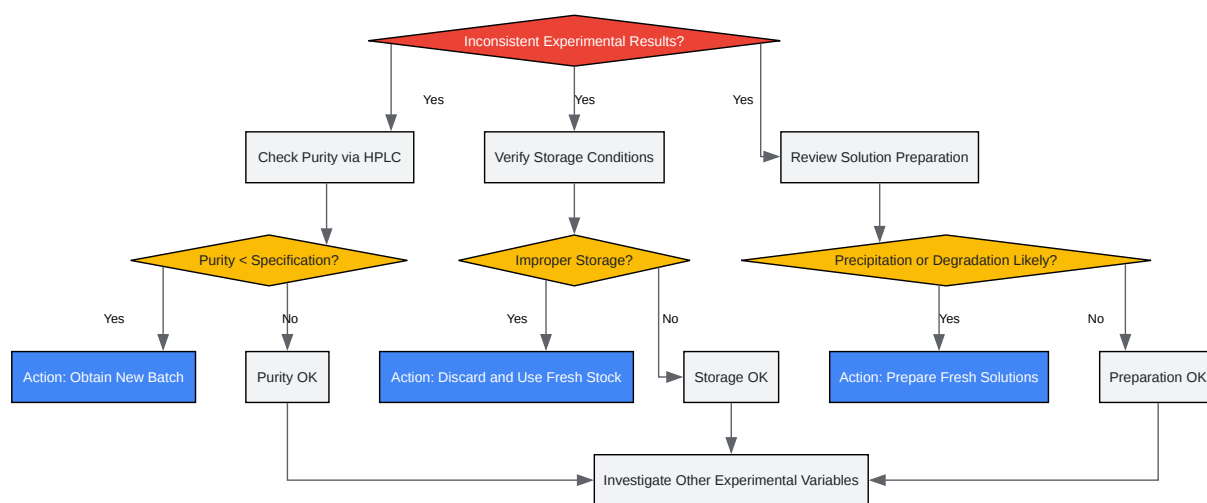 Inconsistent Experimental Results?
Yes
Yes
Yes
Check Purity via HPLC
Verify Storage Conditions
Review Solution Preparation
Purity < Specification?
Improper Storage?
Precipitation or Degradation Likely?
Yes
No
Yes
No
Yes
No
Action: Obtain New Batch
Purity OK
Action: Discard and Use Fresh Stock
Storage OK
Action: Prepare Fresh Solutions
Preparation OK
Investigate Other Experimental Variables